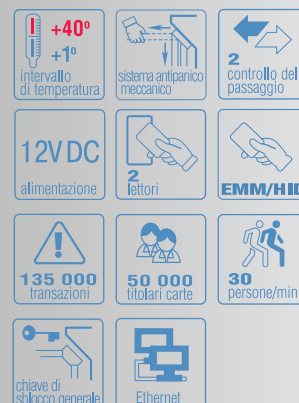 +40º
+1º
intervallo
di temperatura
sistema antipanico
meccanico
2
controllo del
passaggio
12V DC
alimentazione
2
lettori
EMM/HID
135 000
transazioni
50 000
titolari carte
30
persone/min
chiave di
sblocco generale
Ethernet